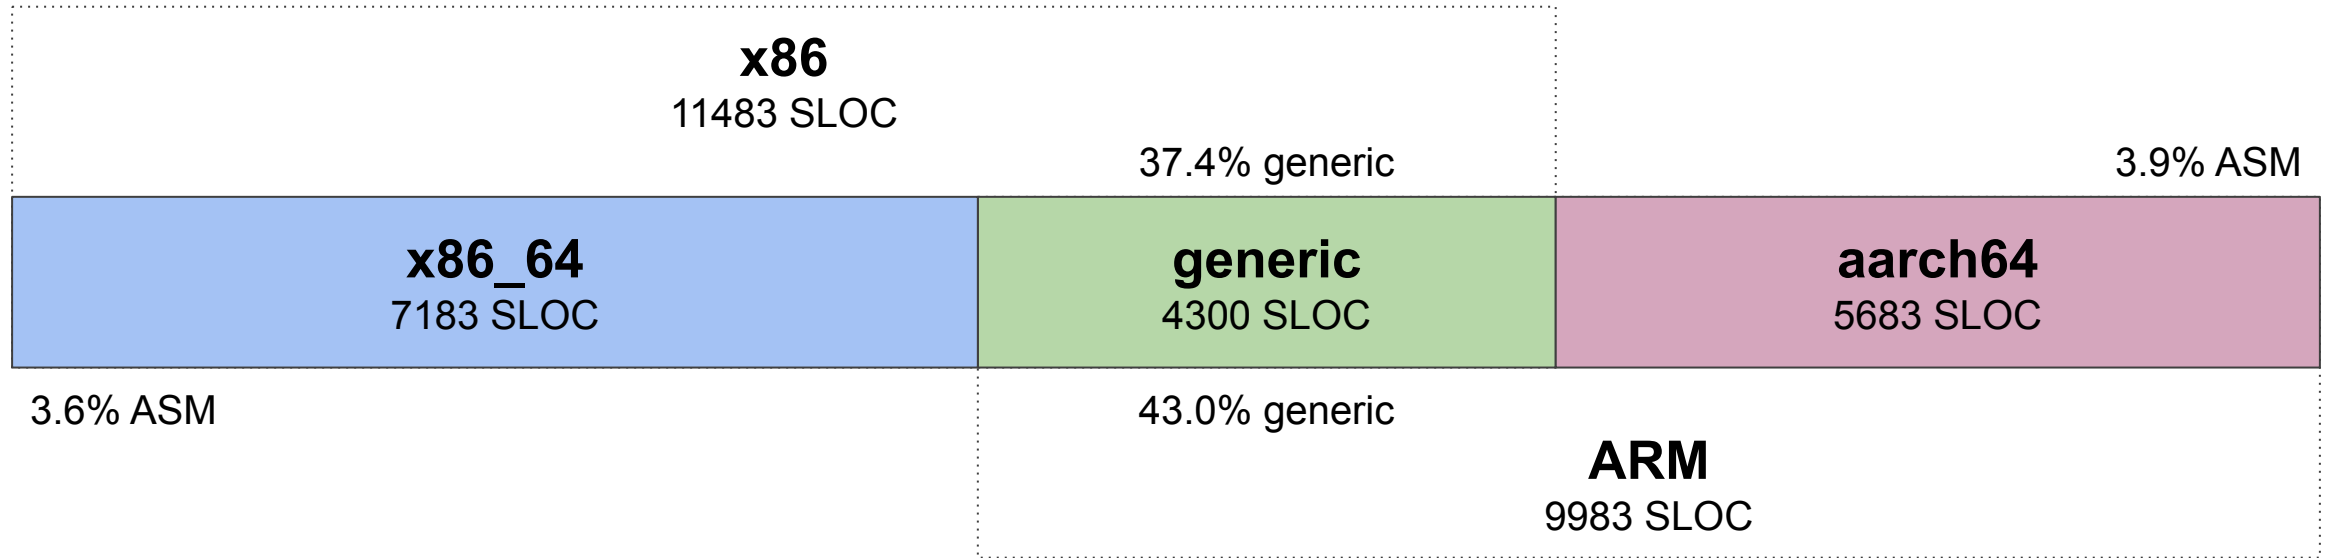 x86
11483 SLOC
37.4% generic
3.9% ASM
x86_64
7183 SLOC
generic
4300 SLOC
aarch64
5683 SLOC
3.6% ASM
43.0% generic
ARM
9983 SLOC